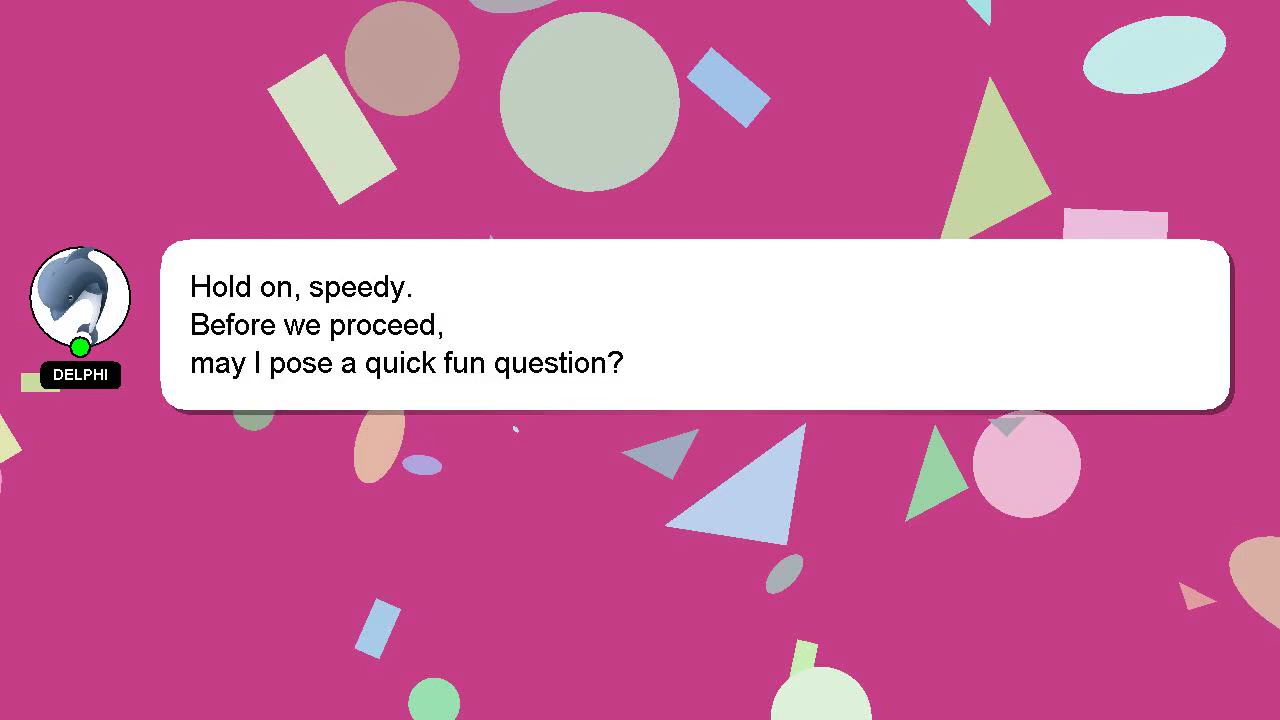 Hold on, speedy.
Before we proceed,
may I pose a quick fun question?
DELPHI